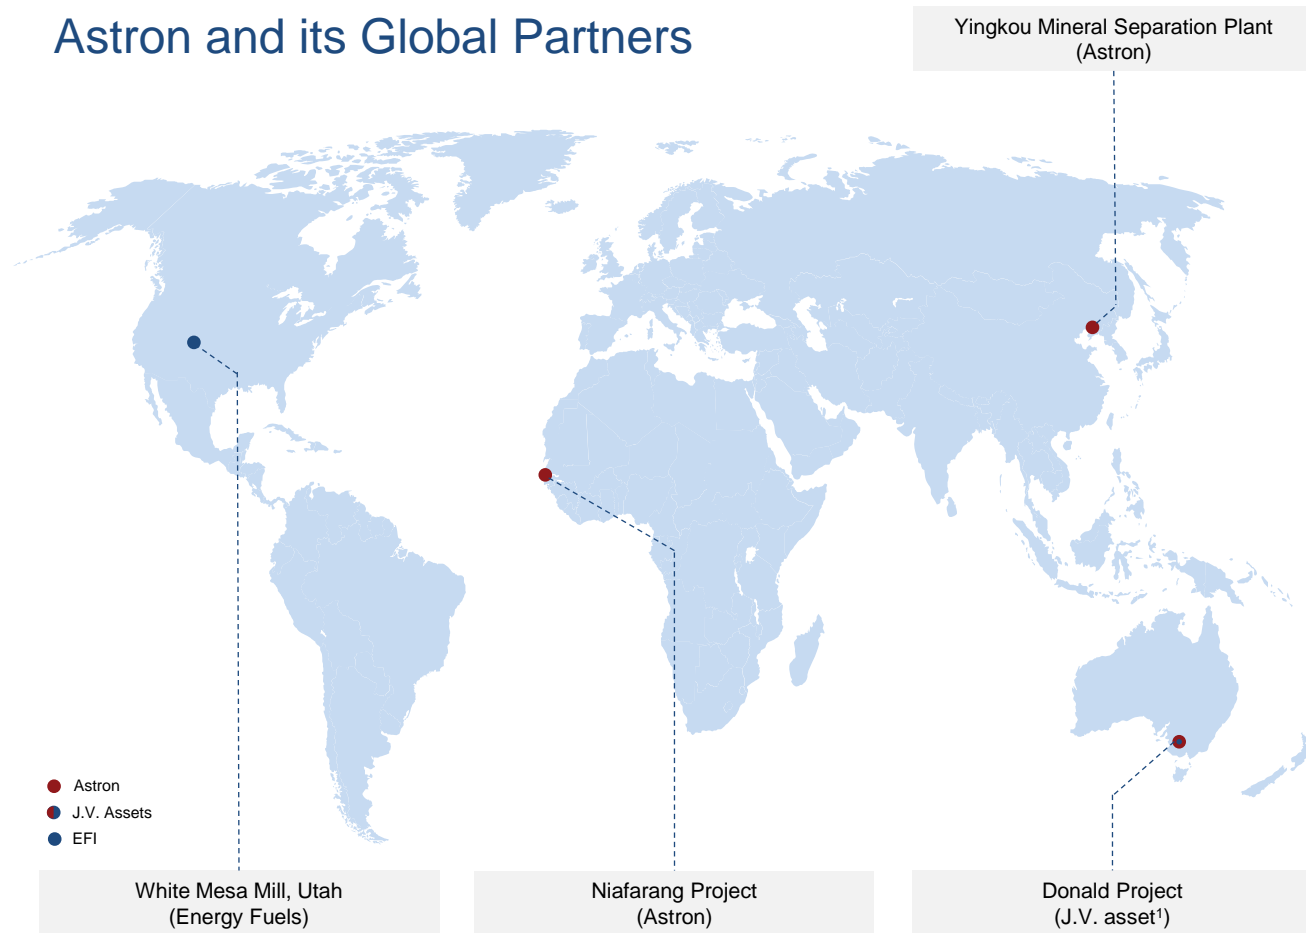 Astron and its Global Partners
Yingkou Mineral Separation Plant
(Astron)
Astron
J.V. Assets
EFI
White Mesa Mill, Utah
(Energy Fuels)
Niafarang Project
(Astron)
Donald Project
(J.V. asset¹)